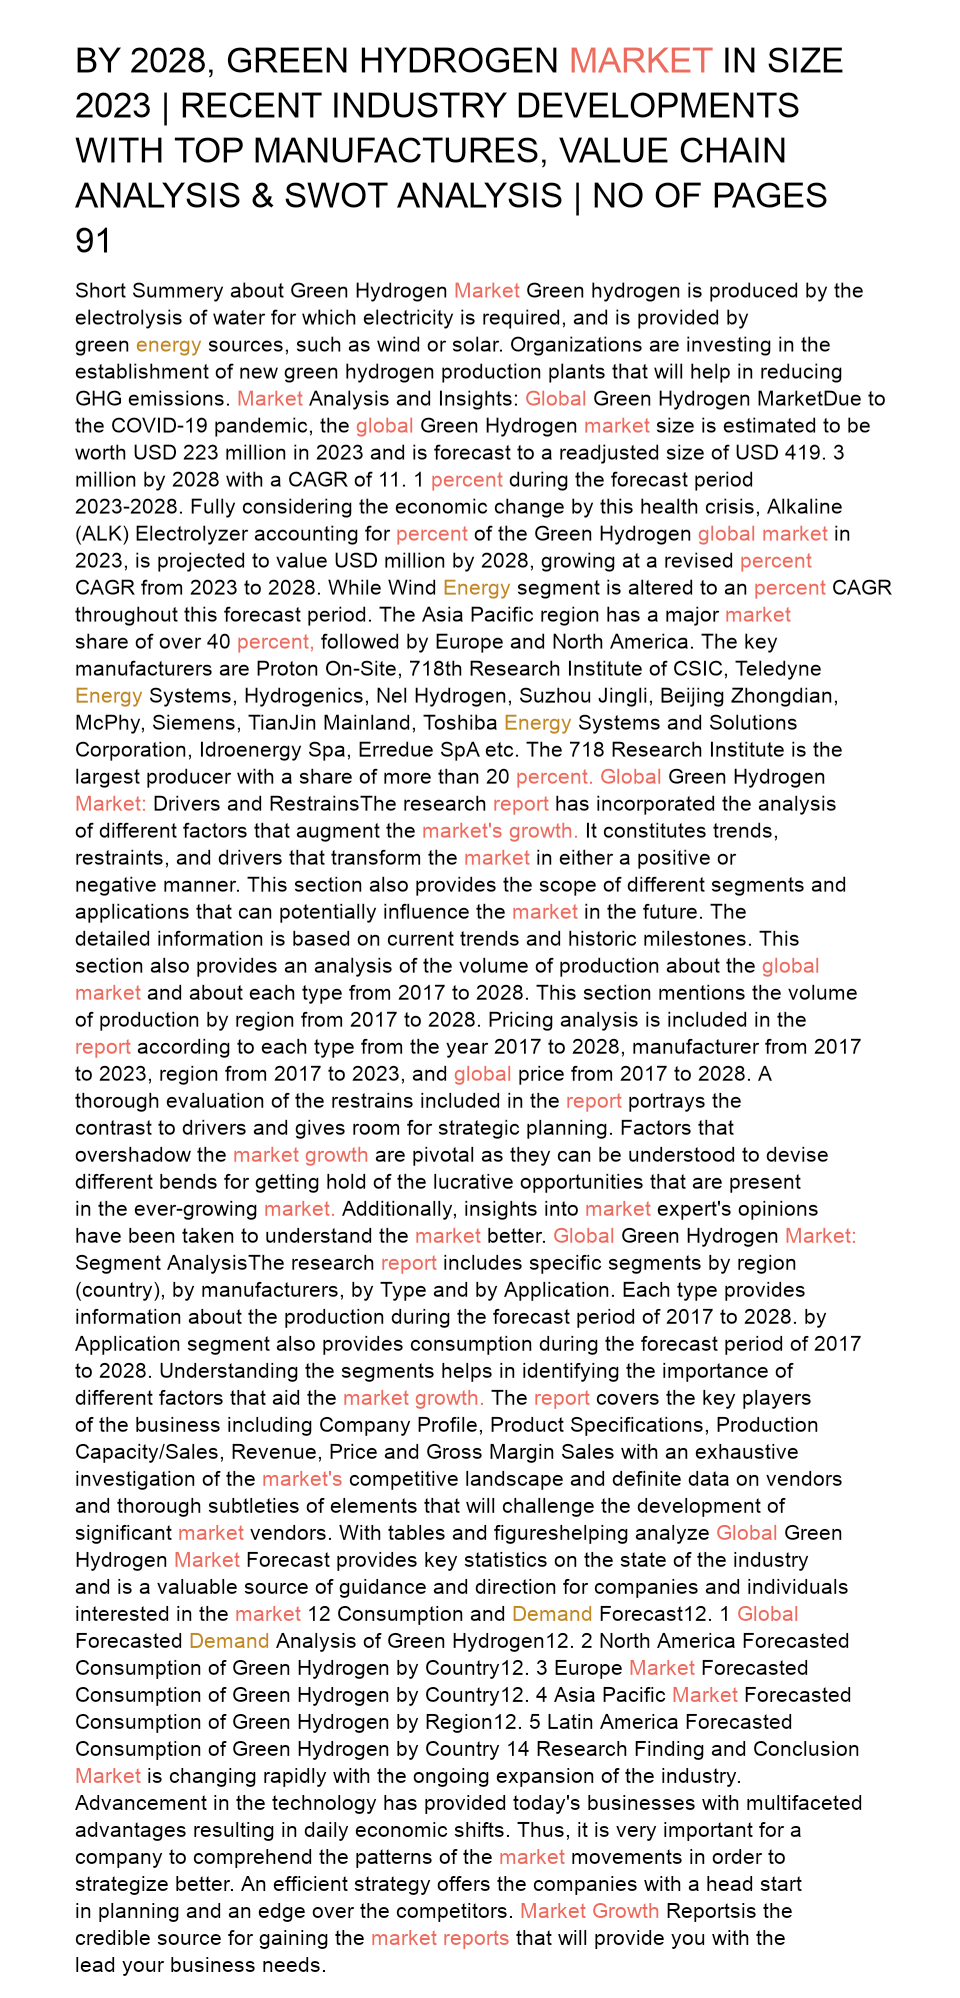 BY 2028, GREEN HYDROGEN MARKET IN SIZE
2023 | RECENT INDUSTRY DEVELOPMENTS
WITH TOP MANUFACTURES, VALUE CHAIN
ANALYSIS & SWOT ANALYSIS | NO OF PAGES
91
Short Summery about Green Hydrogen Market Green hydrogen is produced by the
electrolysis of water for which electricity is required, and is provided by
green energy sources, such as wind or solar. Organizations are investing in the
establishment of new green hydrogen production plants that will help in reducing
GHG emissions. Market Analysis and Insights: Global Green Hydrogen MarketDue to
the COVID-19 pandemic, the global Green Hydrogen market size is estimated to be
worth USD 223 million in 2023 and is forecast to a readjusted size of USD 419. 3
million by 2028 with a CAGR of 11. 1 percent during the forecast period
2023-2028. Fully considering the economic change by this health crisis, Alkaline
(ALK) Electrolyzer accounting for percent of the Green Hydrogen global market in
2023, is projected to value USD million by 2028, growing at a revised percent
CAGR from 2023 to 2028. While Wind Energy segment is altered to an percent CAGR
throughout this forecast period. The Asia Pacific region has a major market
share of over 40 percent, followed by Europe and North America. The key
manufacturers are Proton On-Site, 718th Research Institute of CSIC, Teledyne
Energy Systems, Hydrogenics, Nel Hydrogen, Suzhou Jingli, Beijing Zhongdian,
McPhy, Siemens, TianJin Mainland, Toshiba Energy Systems and Solutions
Corporation, Idroenergy Spa, Erredue SpA etc. The 718 Research Institute is the
largest producer with a share of more than 20 percent. Global Green Hydrogen
Market: Drivers and RestrainsThe research report has incorporated the analysis
of different factors that augment the market's growth. It constitutes trends,
restraints, and drivers that transform the market in either a positive or
negative manner. This section also provides the scope of different segments and
applications that can potentially influence the market in the future. The
detailed information is based on current trends and historic milestones. This
section also provides an analysis of the volume of production about the global
market and about each type from 2017 to 2028. This section mentions the volume
of production by region from 2017 to 2028. Pricing analysis is included in the
report according to each type from the year 2017 to 2028, manufacturer from 2017
to 2023, region from 2017 to 2023, and global price from 2017 to 2028. A
thorough evaluation of the restrains included in the report portrays the
contrast to drivers and gives room for strategic planning. Factors that
overshadow the market growth are pivotal as they can be understood to devise
different bends for getting hold of the lucrative opportunities that are present
in the ever-growing market. Additionally, insights into market expert's opinions
have been taken to understand the market better. Global Green Hydrogen Market:
Segment AnalysisThe research report includes specific segments by region
(country), by manufacturers, by Type and by Application. Each type provides
information about the production during the forecast period of 2017 to 2028. by
Application segment also provides consumption during the forecast period of 2017
to 2028. Understanding the segments helps in identifying the importance of
different factors that aid the market growth. The report covers the key players
of the business including Company Profile, Product Specifications, Production
Capacity/Sales, Revenue, Price and Gross Margin Sales with an exhaustive
investigation of the market's competitive landscape and definite data on vendors
and thorough subtleties of elements that will challenge the development of
significant market vendors. With tables and figureshelping analyze Global Green
Hydrogen Market Forecast provides key statistics on the state of the industry
and is a valuable source of guidance and direction for companies and individuals
interested in the market 12 Consumption and Demand Forecast12. 1 Global
Forecasted Demand Analysis of Green Hydrogen12. 2 North America Forecasted
Consumption of Green Hydrogen by Country12. 3 Europe Market Forecasted
Consumption of Green Hydrogen by Country12. 4 Asia Pacific Market Forecasted
Consumption of Green Hydrogen by Region12. 5 Latin America Forecasted
Consumption of Green Hydrogen by Country 14 Research Finding and Conclusion
Market is changing rapidly with the ongoing expansion of the industry.
Advancement in the technology has provided today's businesses with multifaceted
advantages resulting in daily economic shifts. Thus, it is very important for a
company to comprehend the patterns of the market movements in order to
strategize better. An efficient strategy offers the companies with a head start
in planning and an edge over the competitors. Market Growth Reportsis the
credible source for gaining the market reports that will provide you with the
lead your business needs.